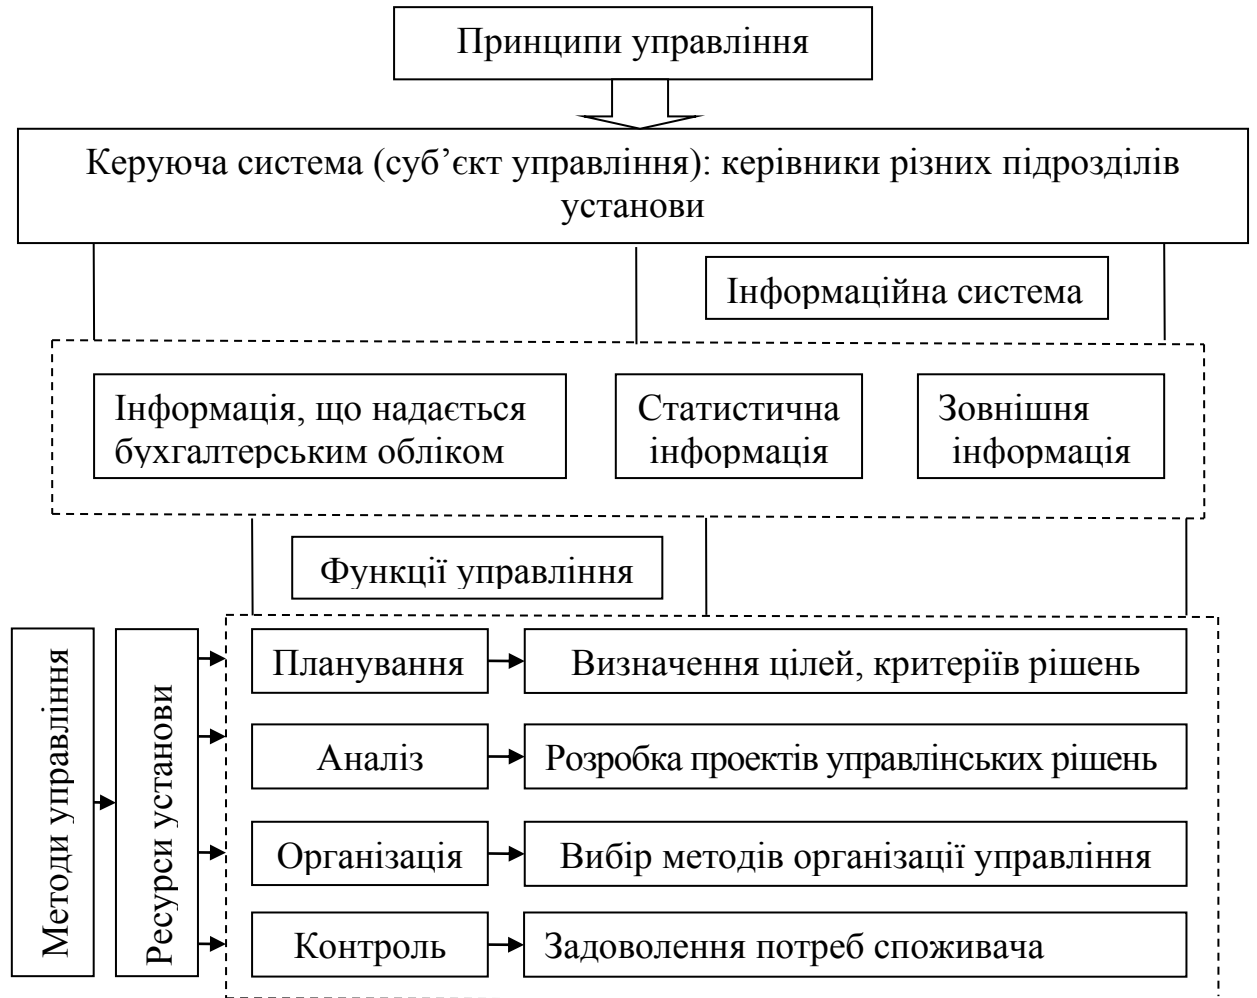 Принципи управління
Керуюча система (суб’єкт управління): керівники різних підрозділів
установи
Інформаційна система
Інформація, що надається
бухгалтерським обліком
Статистична
інформація
Зовнішня
інформація
Функції управління
Методи управління
Ресурси установи
Планування
Визначення цілей, критеріїв рішень
Аналіз
Розробка проектів управлінських рішень
Організація
Вибір методів організації управління
Контроль
Задоволення потреб споживача